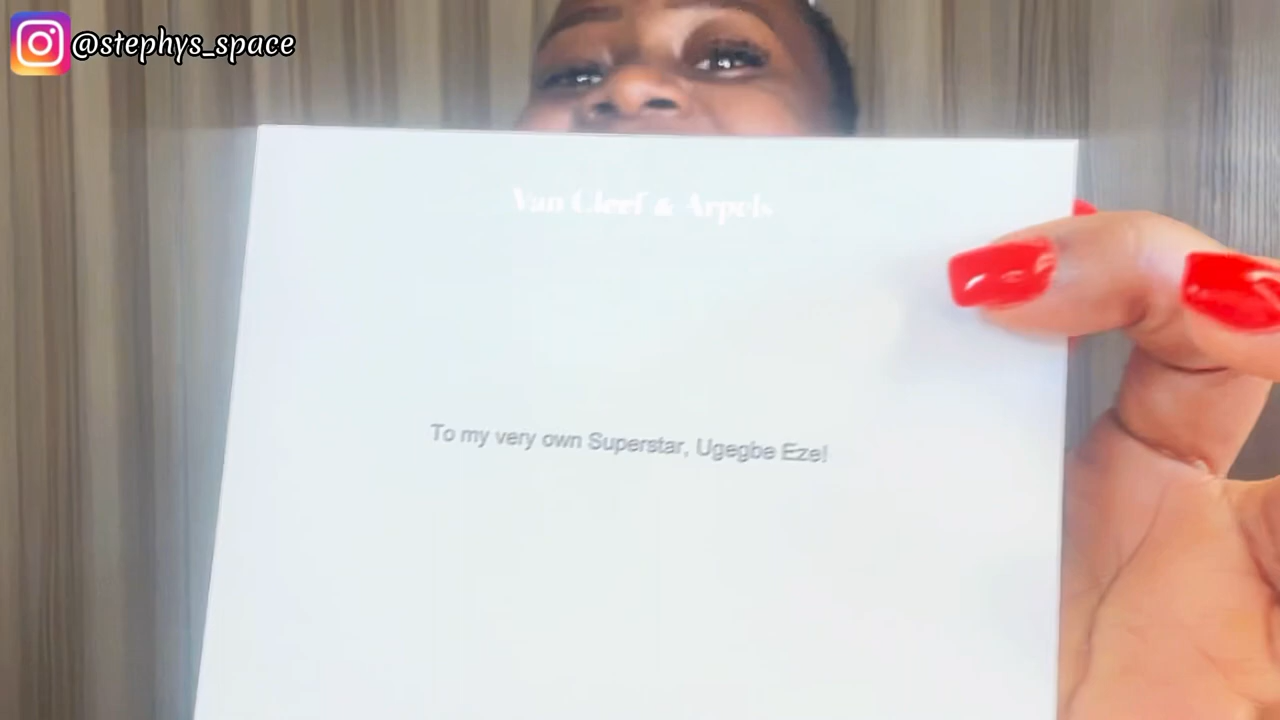 @stephys_space
Van Cleef & Arpels
To my very own Superstar, Ugegbe Eze!